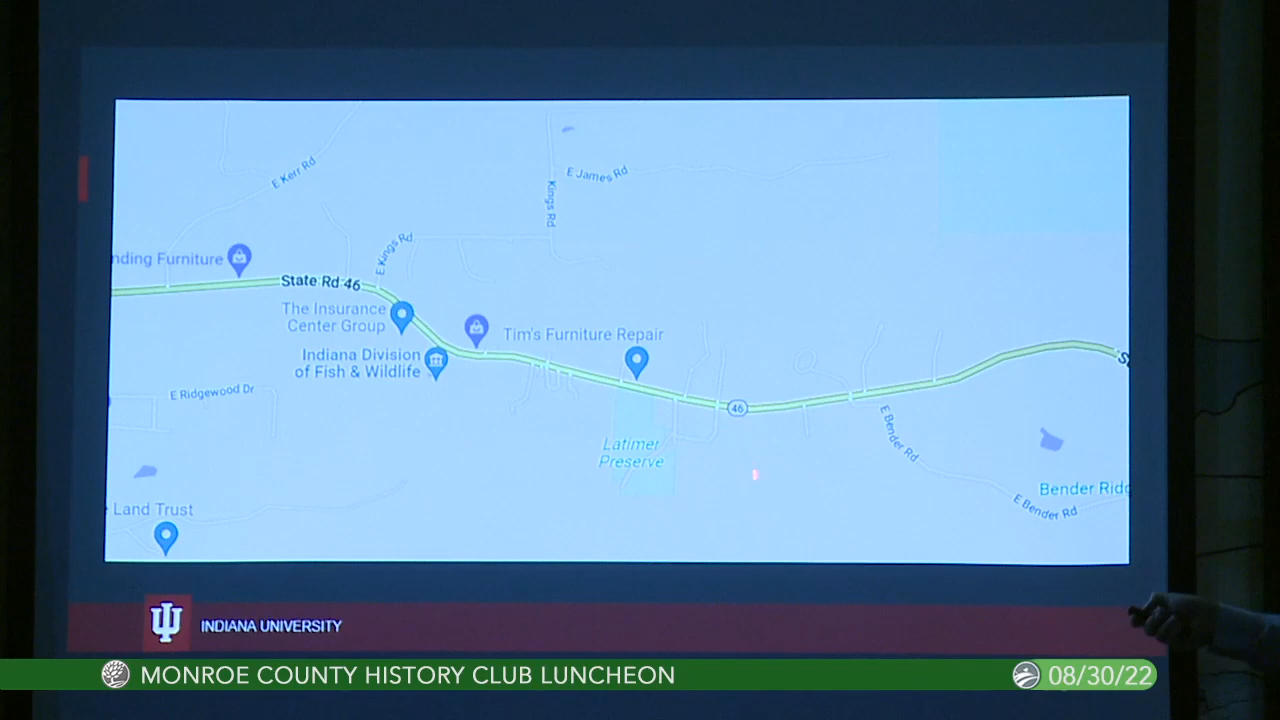 E Kerr Rd
E James Rd
Kings Rd
E Kings Rd
nding Furniture
State Rd 46
The Insurance
Center Group
Tim's Furniture Repair
Indiana Division
of Fish & Wildlife
E Ridgewood Dr
46
Latimer
Preserve
E Bender Rd
Bender Ridg
E Bender Rd
Land Trust
INDIANA UNIVERSITY
MONROE COUNTY HISTORY CLUB LUNCHEON
08/30/22